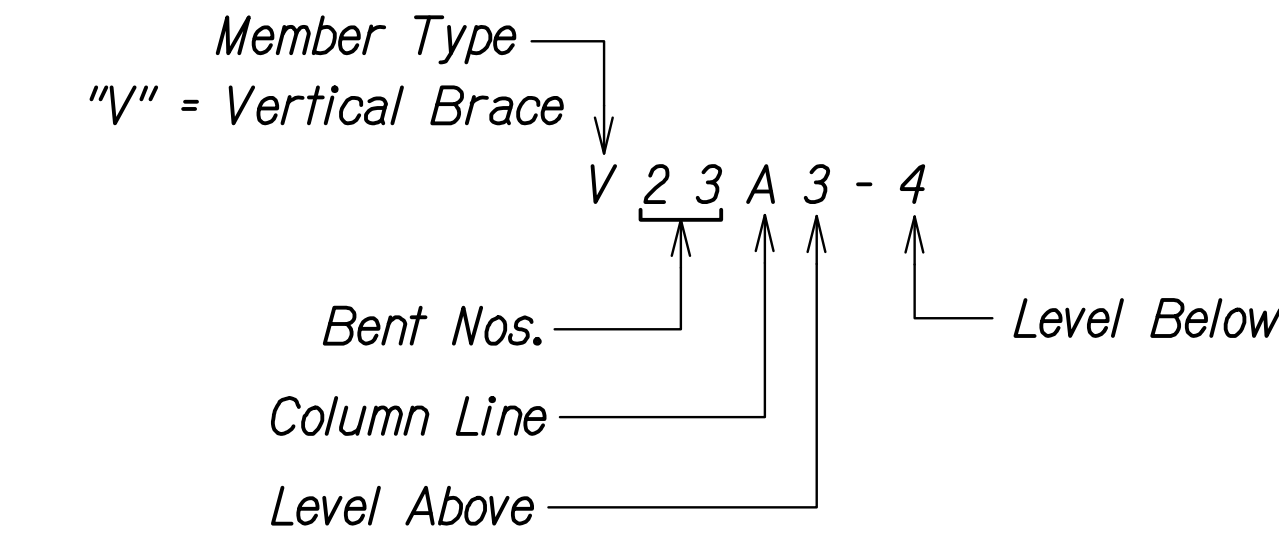 Member Type
"V" = Vertical Brace
V 2 3 A 3 - 4
Bent Nos.
Level Below
Column Line
Level Above